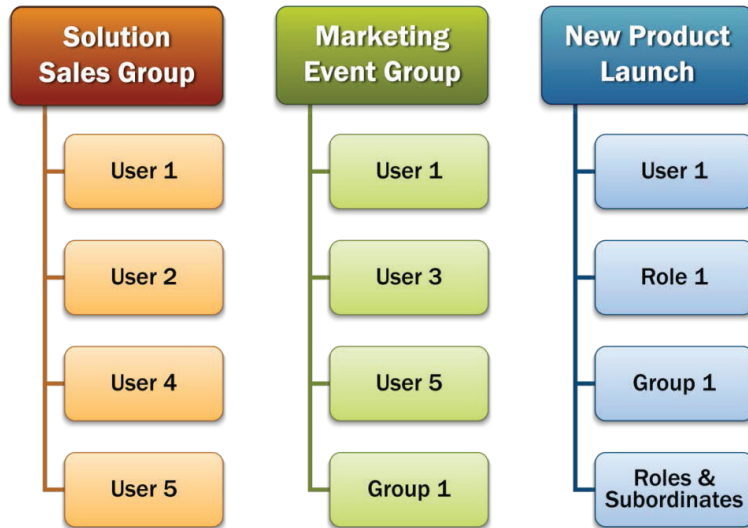 Solution
Sales Group
User 1
User 2
User 4
User 5
Marketing
Event Group
User 1
User 3
User 5
Group 1
New Product
Launch
User 1
Role 1
Group 1
Roles &
Subordinates